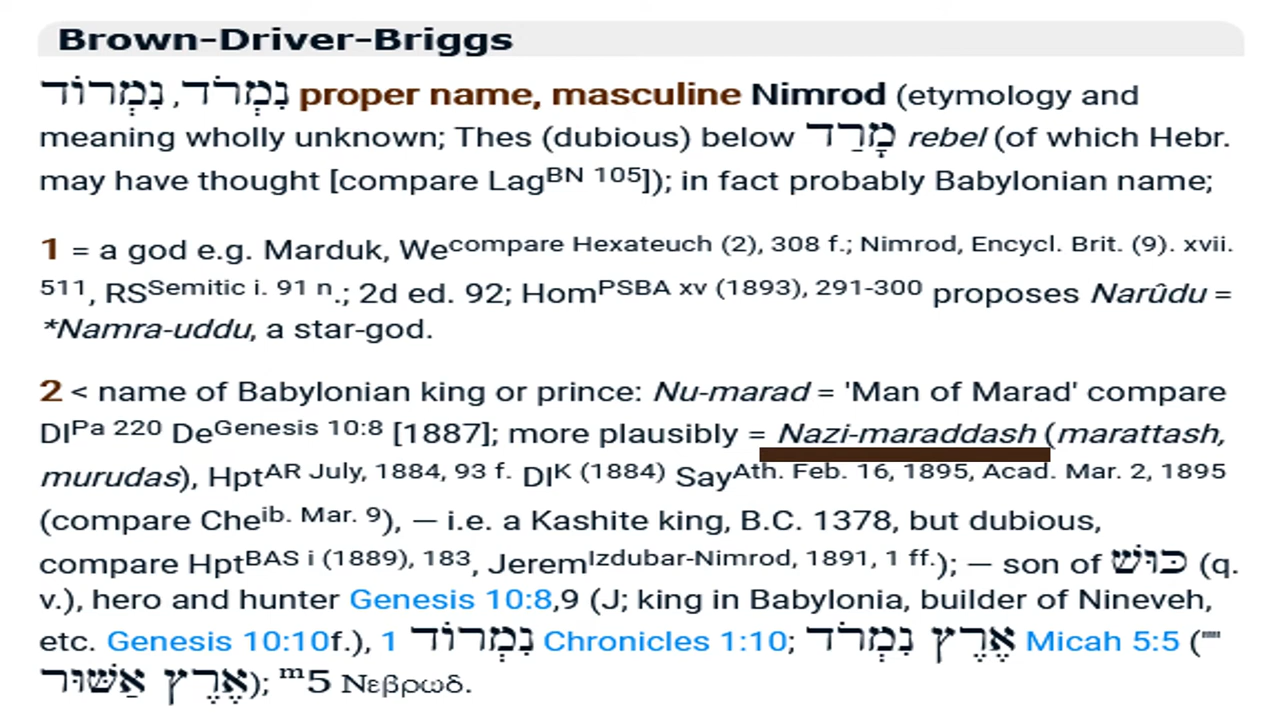 Brown-Driver-Briggs
נִמְרֹד, נִמְרוֹד proper name, masculine Nimrod (etymology and
meaning wholly unknown; Thes (dubious) below מָרַד rebel (of which Hebr.
may have thought [compare LagBN 105]); in fact probably Babylonian name;
1 = a god e.g. Marduk, Wecompare Hexateuch (2), 308 f.; Nimrod, Encycl. Brit. (9). xvii.
511, RSSemitic i. 91 n.; 2d ed. 92; HomPSBA xv (1893), 291-300 proposes Narûdu =
*Namra-uddu, a star-god.
2 < name of Babylonian king or prince: Nu-marad = 'Man of Marad' compare
DlPa 220 DeGenesis 10:8 [1887]; more plausibly = Nazi-maraddash (marattash,
murudas), HptAR July, 1884, 93 f. DlK (1884) SayAth. Feb. 16, 1895, Acad. Mar. 2, 1895
(compare Cheib. Mar. 9), — i.e. a Kashite king, B.C. 1378, but dubious,
compare HptBAS i (1889), 183, JeremIzdubar-Nimrod, 1891, 1 ff.); — son of כּוּשׁ (q.
v.), hero and hunter Genesis 10:8,9 (J; king in Babylonia, builder of Nineveh,
etc. Genesis 10:10f.), 1 נִמְרוֹד Chronicles 1:10; אֶרֶץ נִמְרֹד Micah 5:5 (""
אֶרֶץ אַשּׁוּר); ᵐ5 Νεβρωδ.